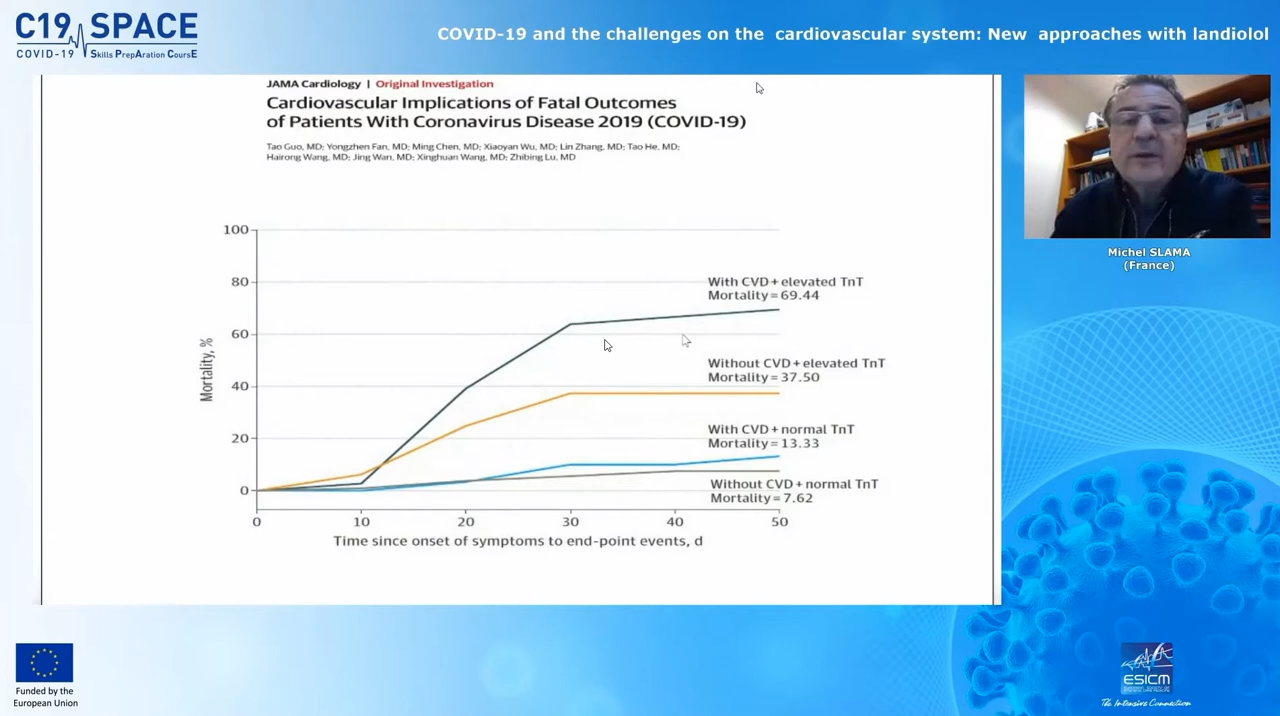 C19 SPACE
COVID-19 Skills PrepAration CoursE
COVID-19 and the challenges on the cardiovascular system: New approaches with landiolol
JAMA Cardiology | Original Investigation
Cardiovascular Implications of Fatal Outcomes
of Patients With Coronavirus Disease 2019 (COVID-19)
Tao Guo, MD; Yongzhen Fan, MD; Ming Chen, MD; Xiaoyan Wu, MD; Lin Zhang, MD; Tao He, MD;
Hairong Wang, MD; Jing Wan, MD; Xinghuan Wang, MD; Zhibing Lu, MD
Michel SLAMA
(France)
Mortality, %
100
80
60
40
20
0
With CVD + elevated TnT
Mortality = 69.44
Without CVD + elevated TnT
Mortality = 37.50
With CVD + normal TnT
Mortality = 13.33
Without CVD + normal TnT
Mortality = 7.62
0 10 20 30 40 50
Time since onset of symptoms to end-point events, d
Funded by the
European Union
ESICM
The Intensive Connection